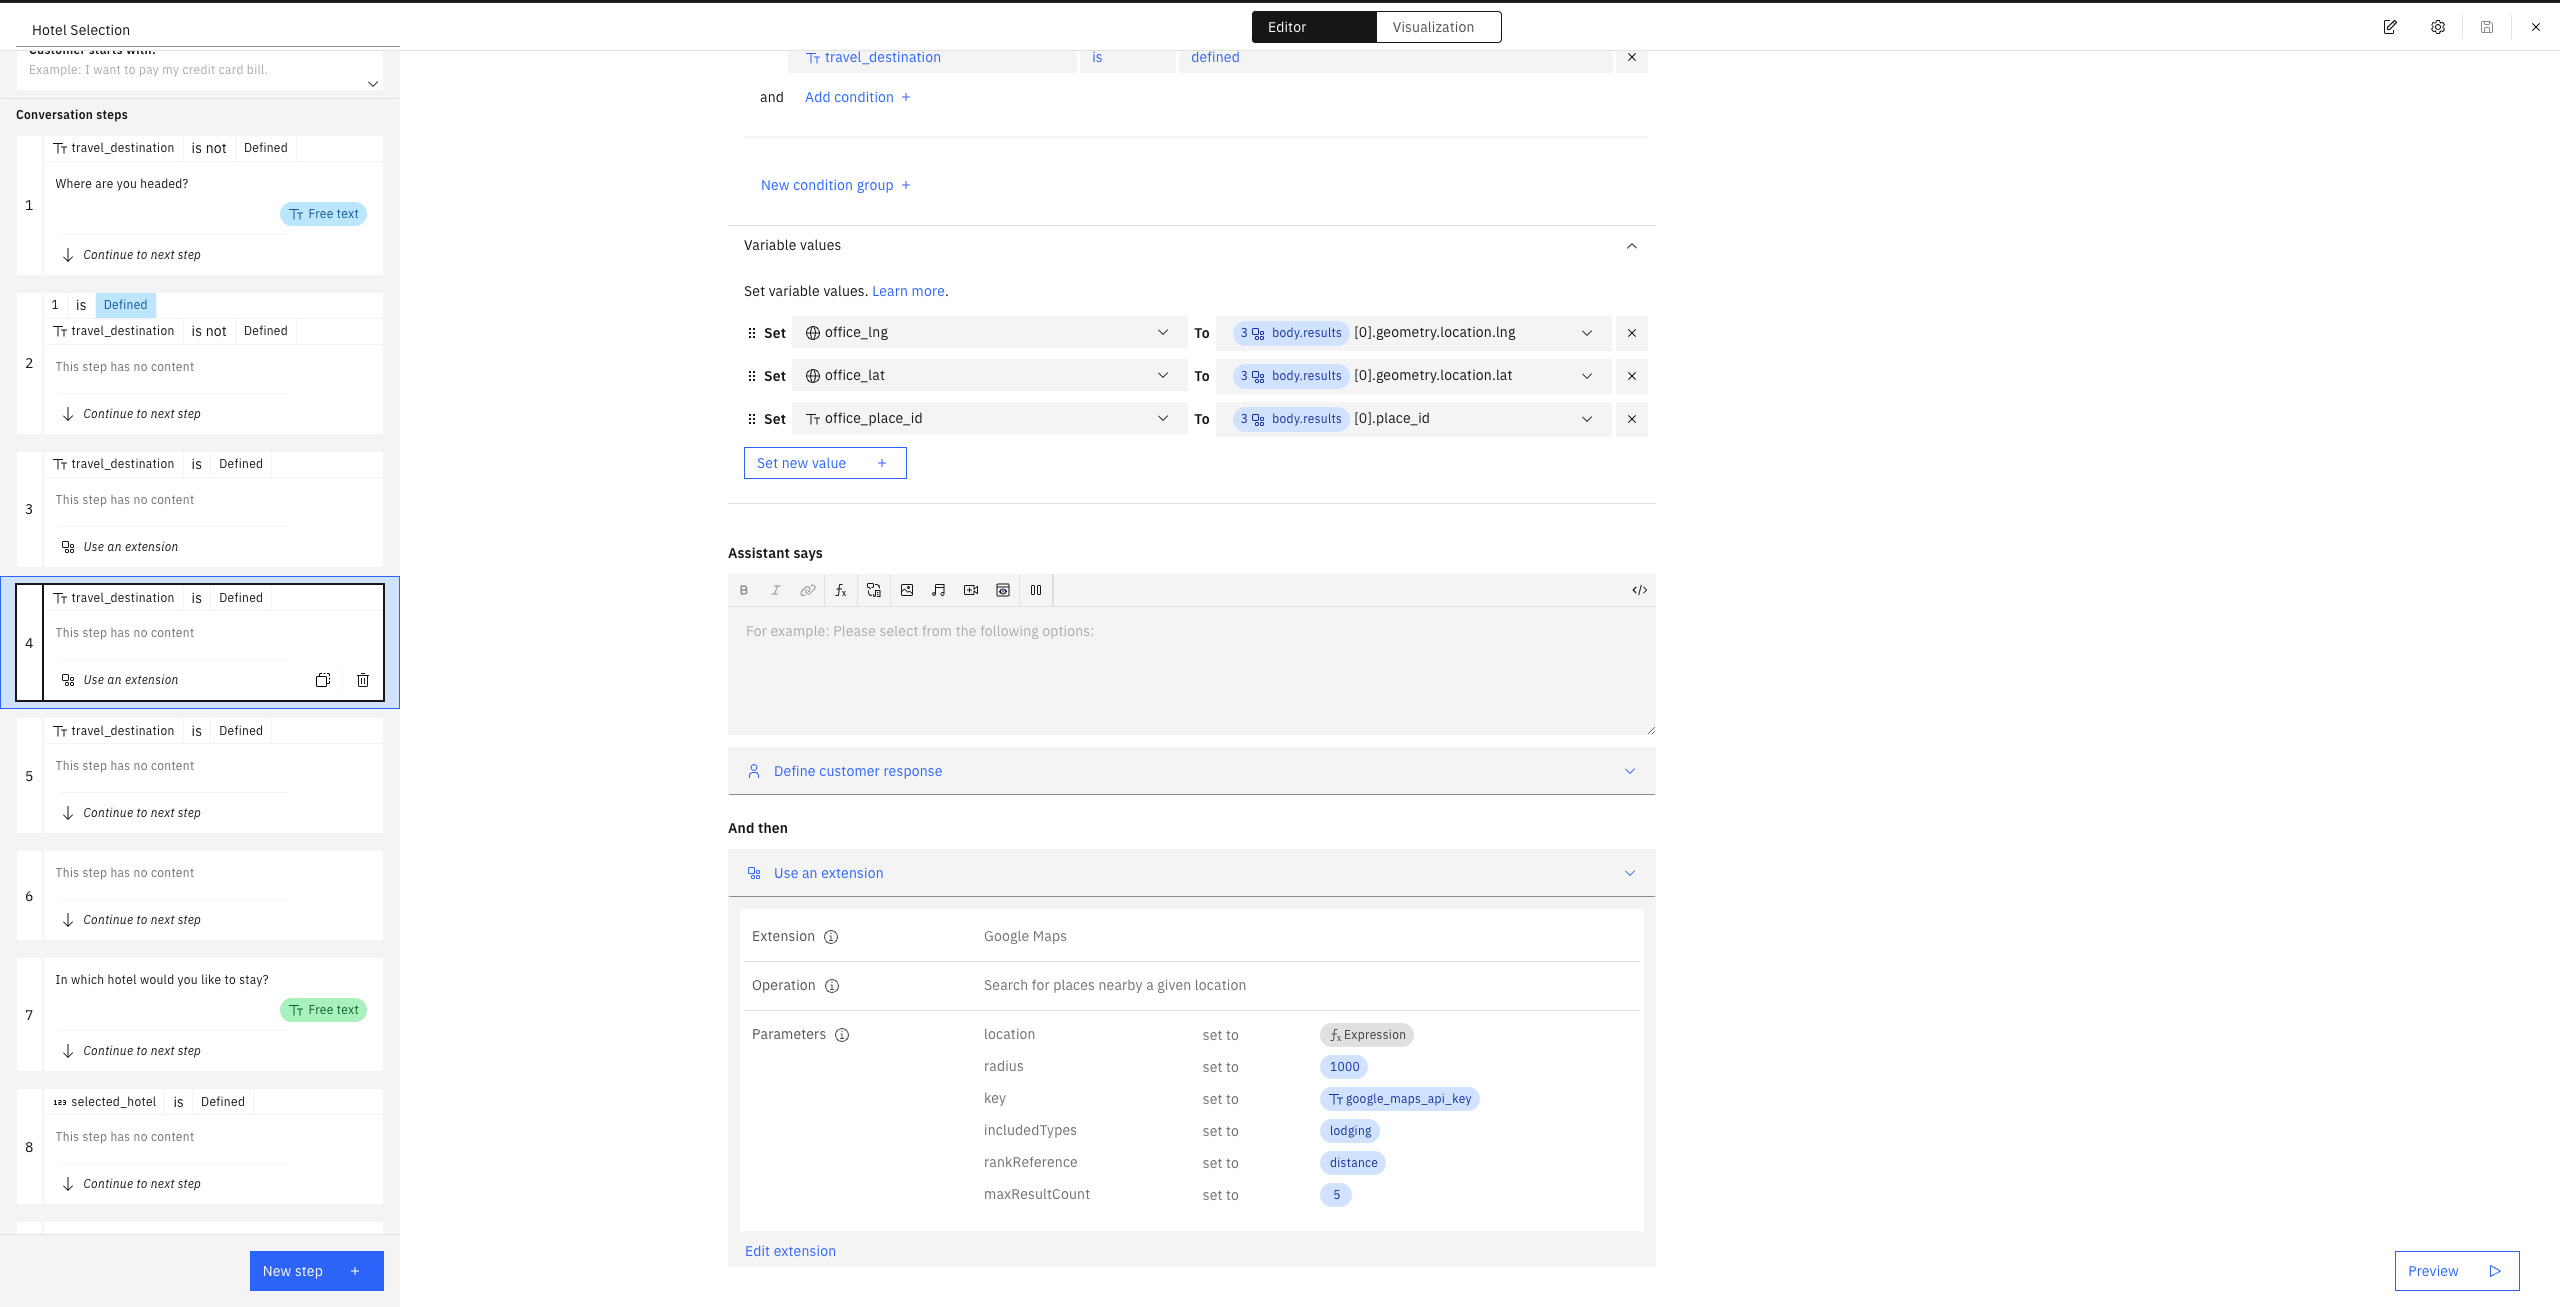 Hotel Selection
Editor
Visualization
Customer starts with:
Example: I want to pay my credit card bill.
Conversation steps
1
travel_destination is not Defined
Where are you headed?
Free text
Continue to next step
2
1 is Defined
travel_destination is not Defined
This step has no content
Continue to next step
3
travel_destination is Defined
This step has no content
Use an extension
4
travel_destination is Defined
This step has no content
Use an extension
5
travel_destination is Defined
This step has no content
Continue to next step
6
This step has no content
Continue to next step
7
In which hotel would you like to stay?
Free text
Continue to next step
8
123 selected_hotel is Defined
This step has no content
Continue to next step
New step +
travel_destination is defined
and Add condition +
New condition group +
Variable values
Set variable values. Learn more.
Set office_lng To 3 body.results [0].geometry.location.lng
Set office_lat To 3 body.results [0].geometry.location.lat
Set office_place_id To 3 body.results [0].place_id
Set new value +
Assistant says
B I fx </>
For example: Please select from the following options:
Define customer response
And then
Use an extension
Extension Google Maps
Operation Search for places nearby a given location
Parameters location set to fx Expression
radius set to 1000
key set to google_maps_api_key
includedTypes set to lodging
rankReference set to distance
maxResultCount set to 5
Edit extension
Preview